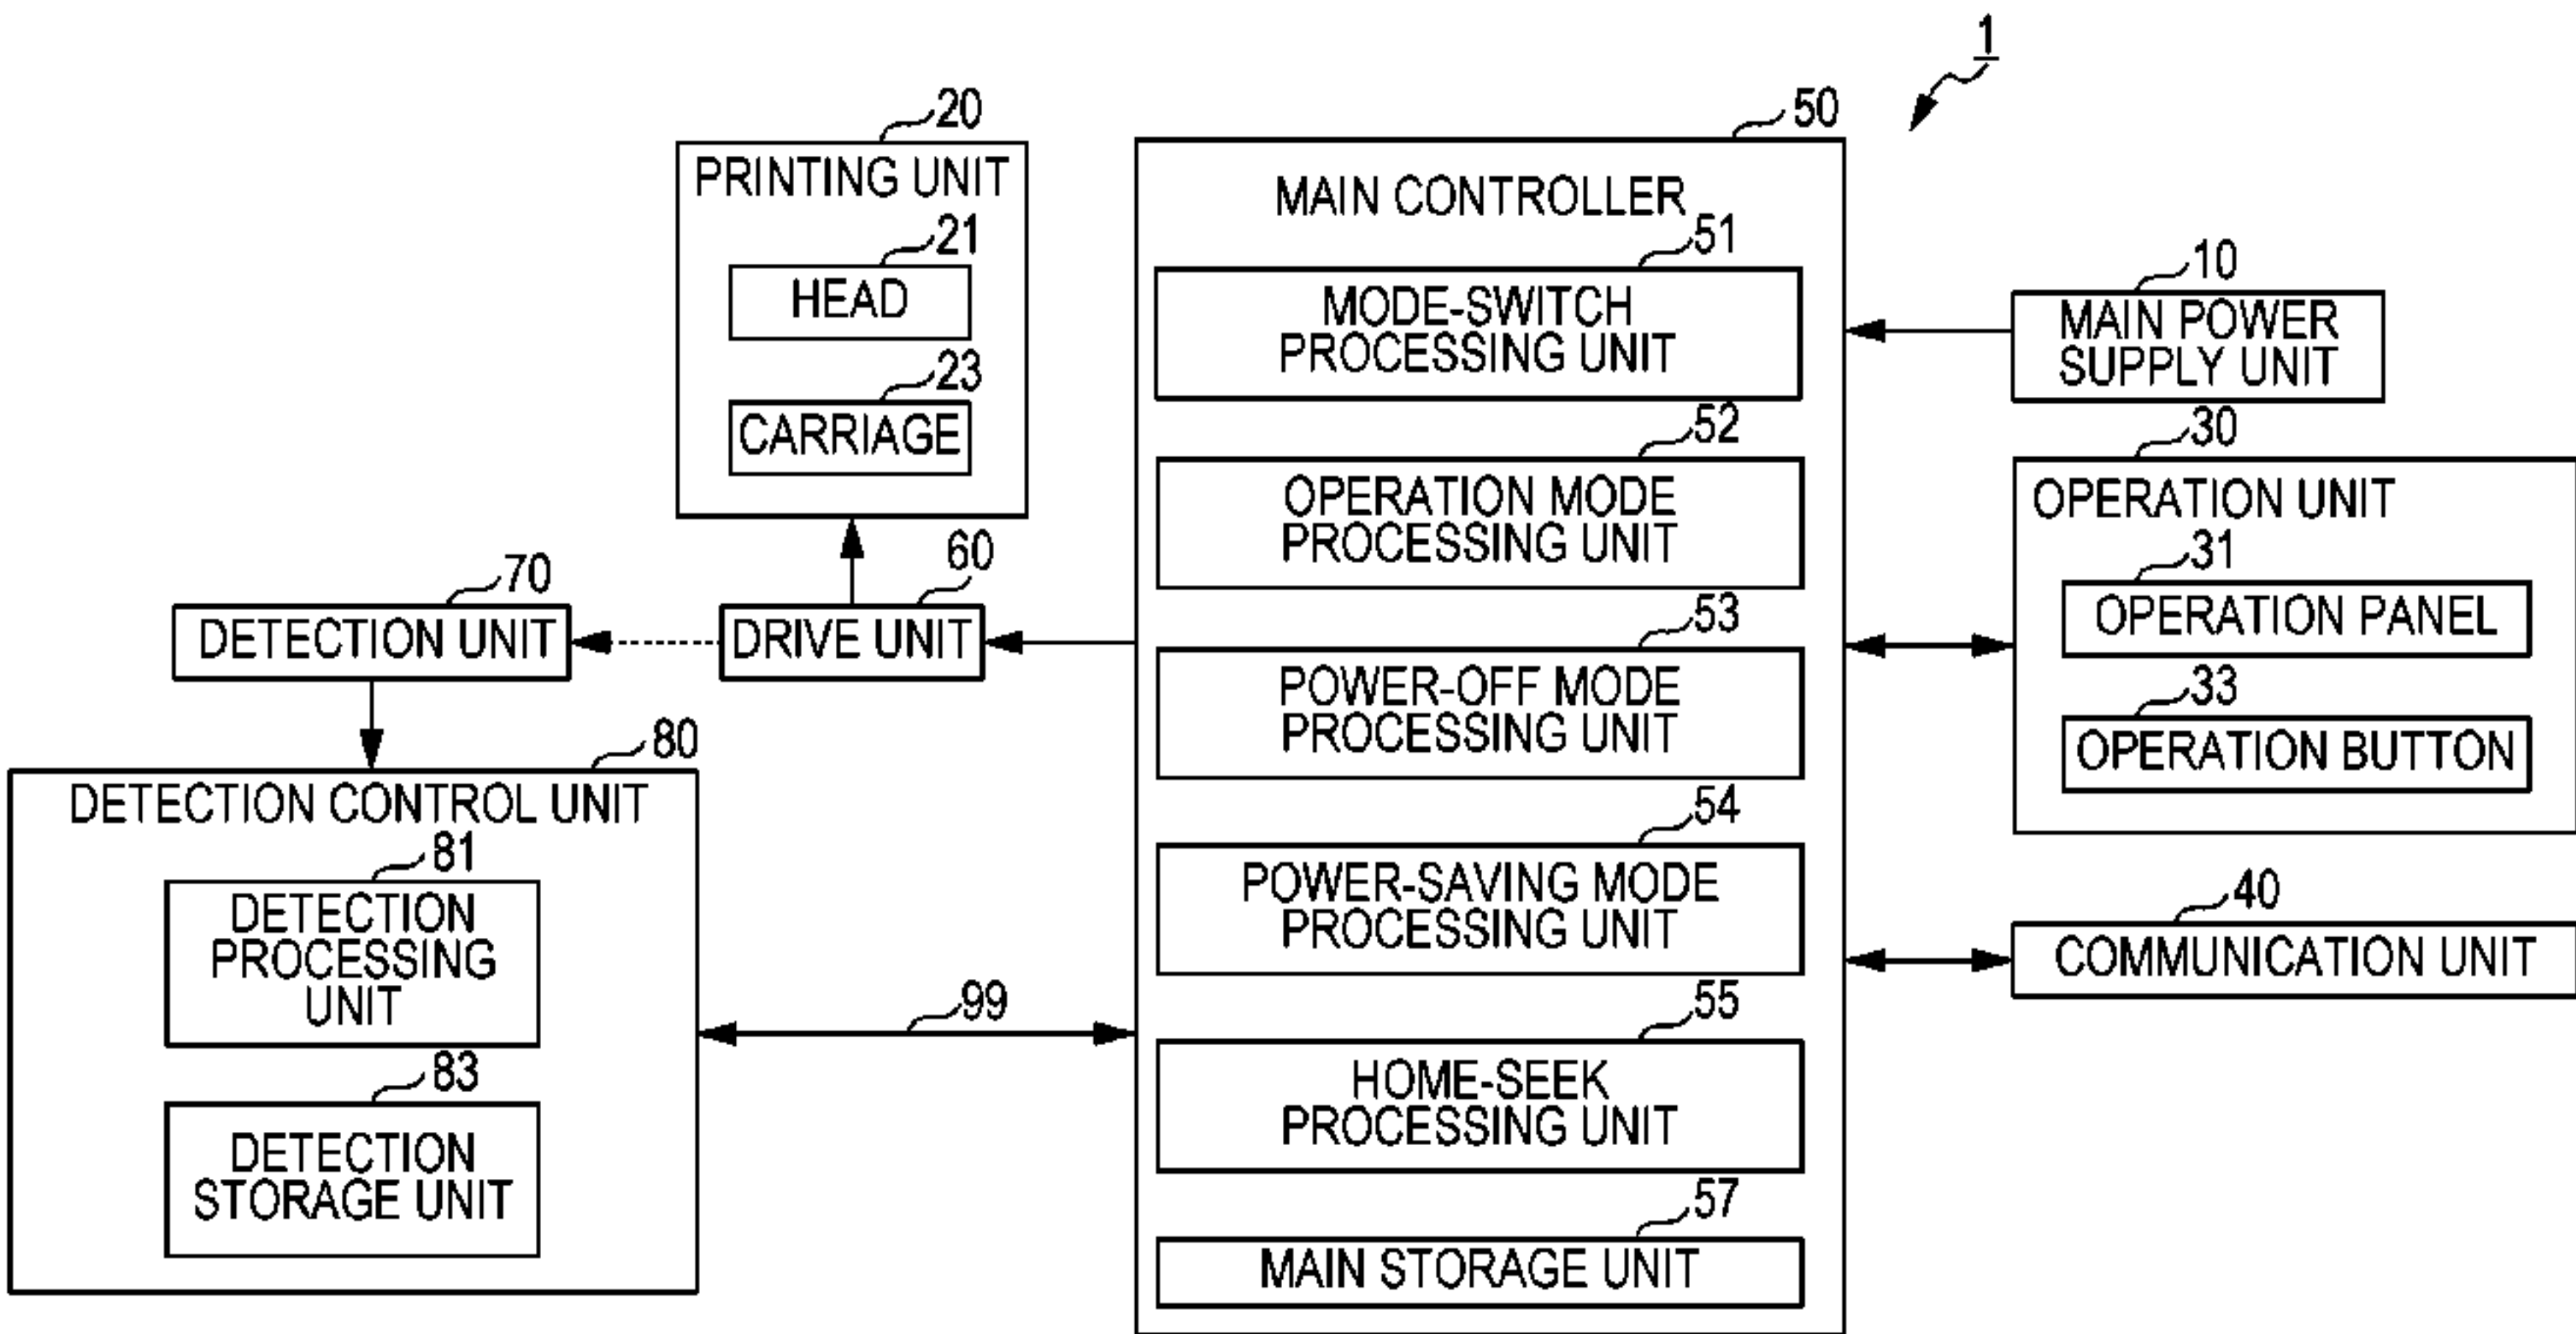 1
20
PRINTING UNIT
21
HEAD
23
CARRIAGE
50
MAIN CONTROLLER
51
MODE-SWITCH
PROCESSING UNIT
52
OPERATION MODE
PROCESSING UNIT
53
POWER-OFF MODE
PROCESSING UNIT
54
POWER-SAVING MODE
PROCESSING UNIT
55
HOME-SEEK
PROCESSING UNIT
57
MAIN STORAGE UNIT
10
MAIN POWER
SUPPLY UNIT
30
OPERATION UNIT
31
OPERATION PANEL
33
OPERATION BUTTON
40
COMMUNICATION UNIT
60
DRIVE UNIT
70
DETECTION UNIT
80
DETECTION CONTROL UNIT
81
DETECTION
PROCESSING
UNIT
83
DETECTION
STORAGE UNIT
99